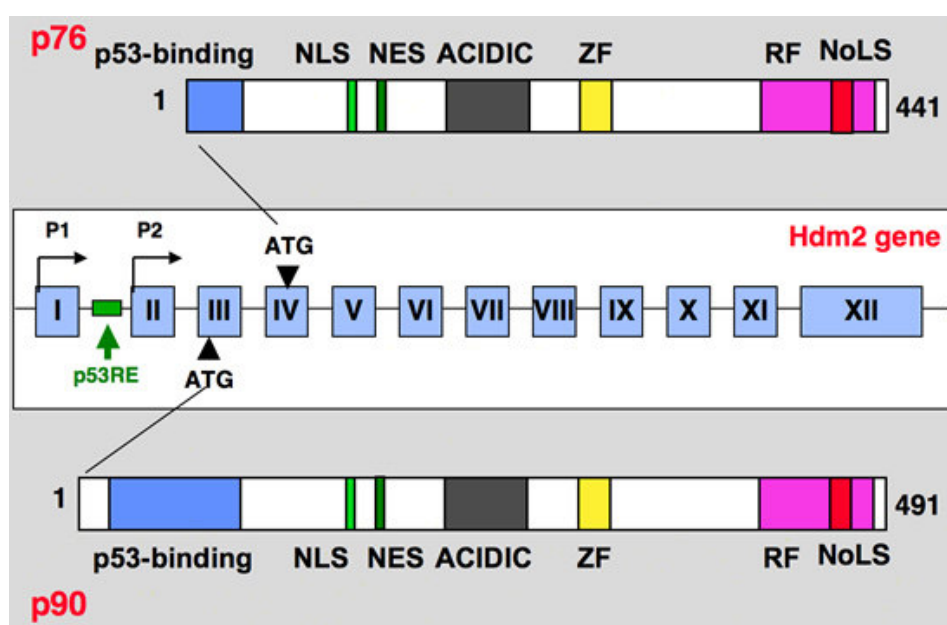 p76
p53-binding NLS NES ACIDIC ZF RF NoLS
1 441
P1 P2 ATG Hdm2 gene
I II III IV V VI VII VIII IX X XI XII
p53RE ATG
1 491
p53-binding NLS NES ACIDIC ZF RF NoLS
p90